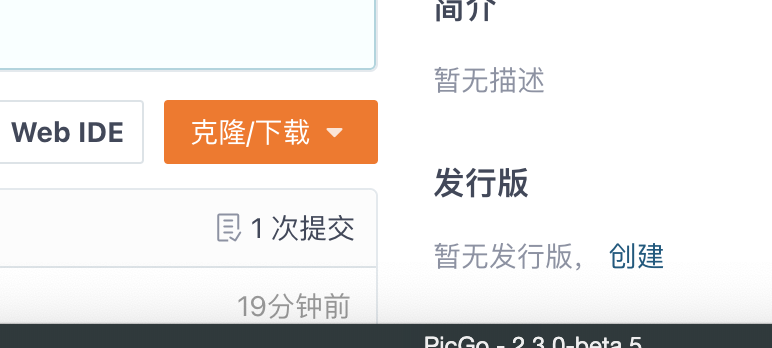 简介
暂无描述
Web IDE
克隆/下载
发行版
1 次提交
暂无发行版， 创建
19分钟前
PicGo - 2.3.0-beta.5